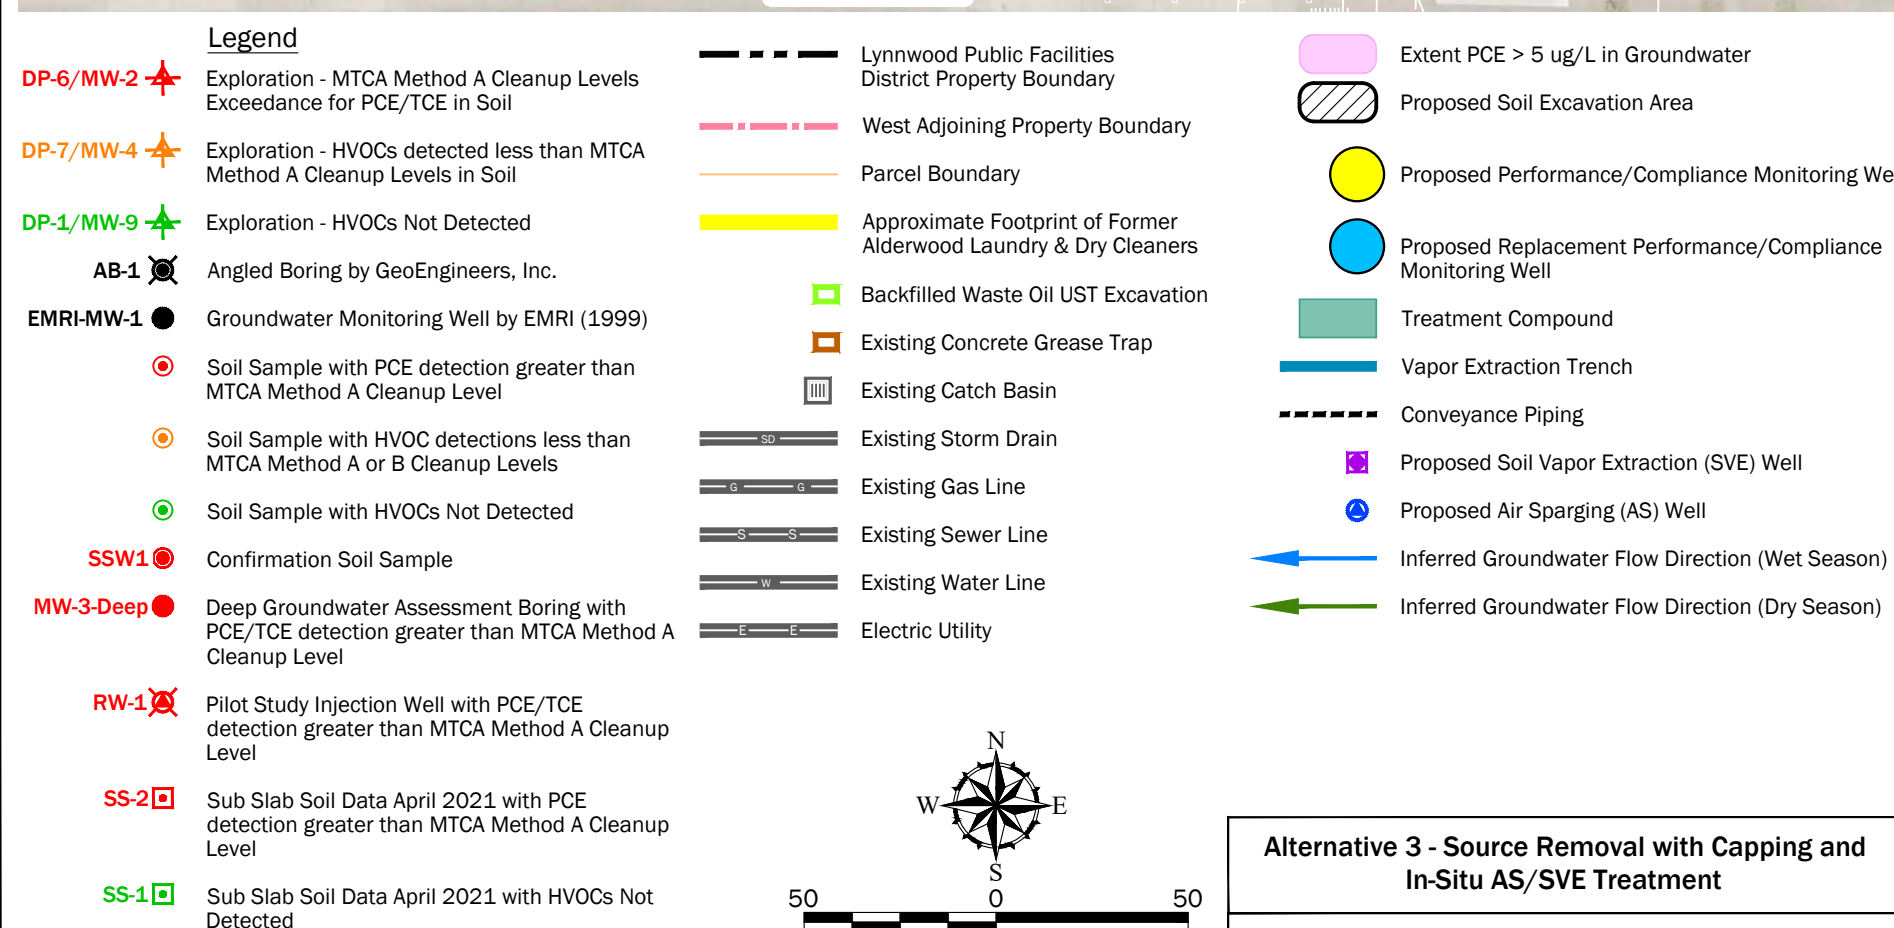 Legend
DP-6/MW-2
Exploration - MTCA Method A Cleanup Levels
Exceedance for PCE/TCE in Soil
DP-7/MW-4
Exploration - HVOCs detected less than MTCA
Method A Cleanup Levels in Soil
DP-1/MW-9
Exploration - HVOCs Not Detected
AB-1
Angled Boring by GeoEngineers, Inc.
EMRI-MW-1
Groundwater Monitoring Well by EMRI (1999)
Soil Sample with PCE detection greater than
MTCA Method A Cleanup Level
Soil Sample with HVOC detections less than
MTCA Method A or B Cleanup Levels
Soil Sample with HVOCs Not Detected
SSW1
Confirmation Soil Sample
MW-3-Deep
Deep Groundwater Assessment Boring with
PCE/TCE detection greater than MTCA Method A
Cleanup Level
RW-1
Pilot Study Injection Well with PCE/TCE
detection greater than MTCA Method A Cleanup
Level
SS-2
Sub Slab Soil Data April 2021 with PCE
detection greater than MTCA Method A Cleanup
Level
SS-1
Sub Slab Soil Data April 2021 with HVOCs Not
Detected
Lynnwood Public Facilities
District Property Boundary
West Adjoining Property Boundary
Parcel Boundary
Approximate Footprint of Former
Alderwood Laundry & Dry Cleaners
Backfilled Waste Oil UST Excavation
Existing Concrete Grease Trap
Existing Catch Basin
SD
Existing Storm Drain
G G
Existing Gas Line
S S
Existing Sewer Line
W
Existing Water Line
E E
Electric Utility
N
W E
S
50 0 50
Extent PCE > 5 ug/L in Groundwater
Proposed Soil Excavation Area
Proposed Performance/Compliance Monitoring We
Proposed Replacement Performance/Compliance
Monitoring Well
Treatment Compound
Vapor Extraction Trench
Conveyance Piping
Proposed Soil Vapor Extraction (SVE) Well
Proposed Air Sparging (AS) Well
Inferred Groundwater Flow Direction (Wet Season)
Inferred Groundwater Flow Direction (Dry Season)
Alternative 3 - Source Removal with Capping and
In-Situ AS/SVE Treatment